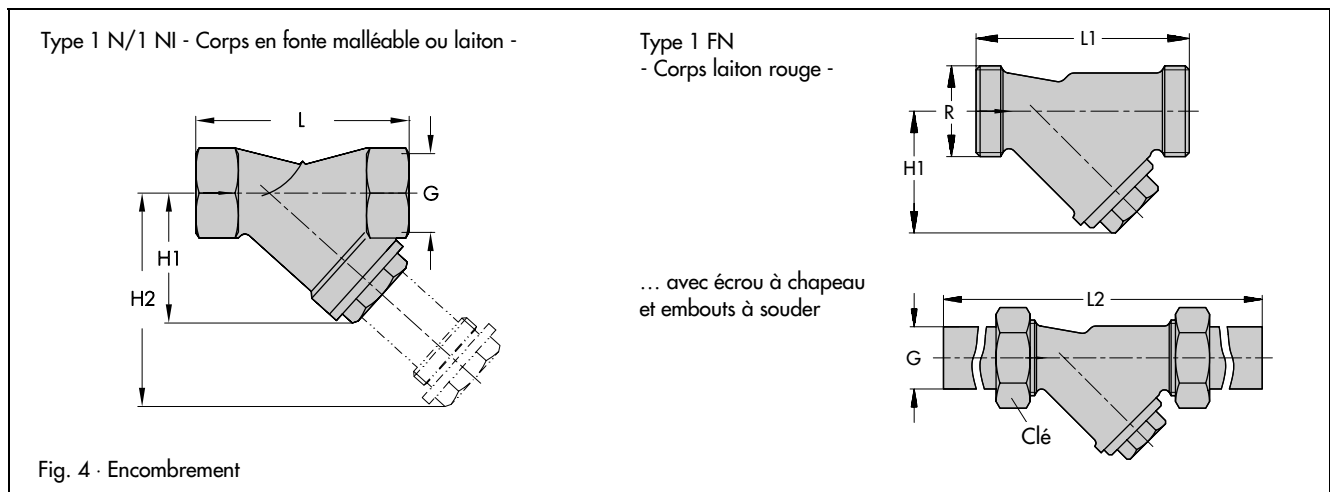 Type 1 N/1 NI - Corps en fonte malléable ou laiton -
L
G
H1
H2
Type 1 FN
- Corps laiton rouge -
L1
R
H1
... avec écrou à chapeau
et embouts à souder
L2
G
Clé
Fig. 4 · Encombrement